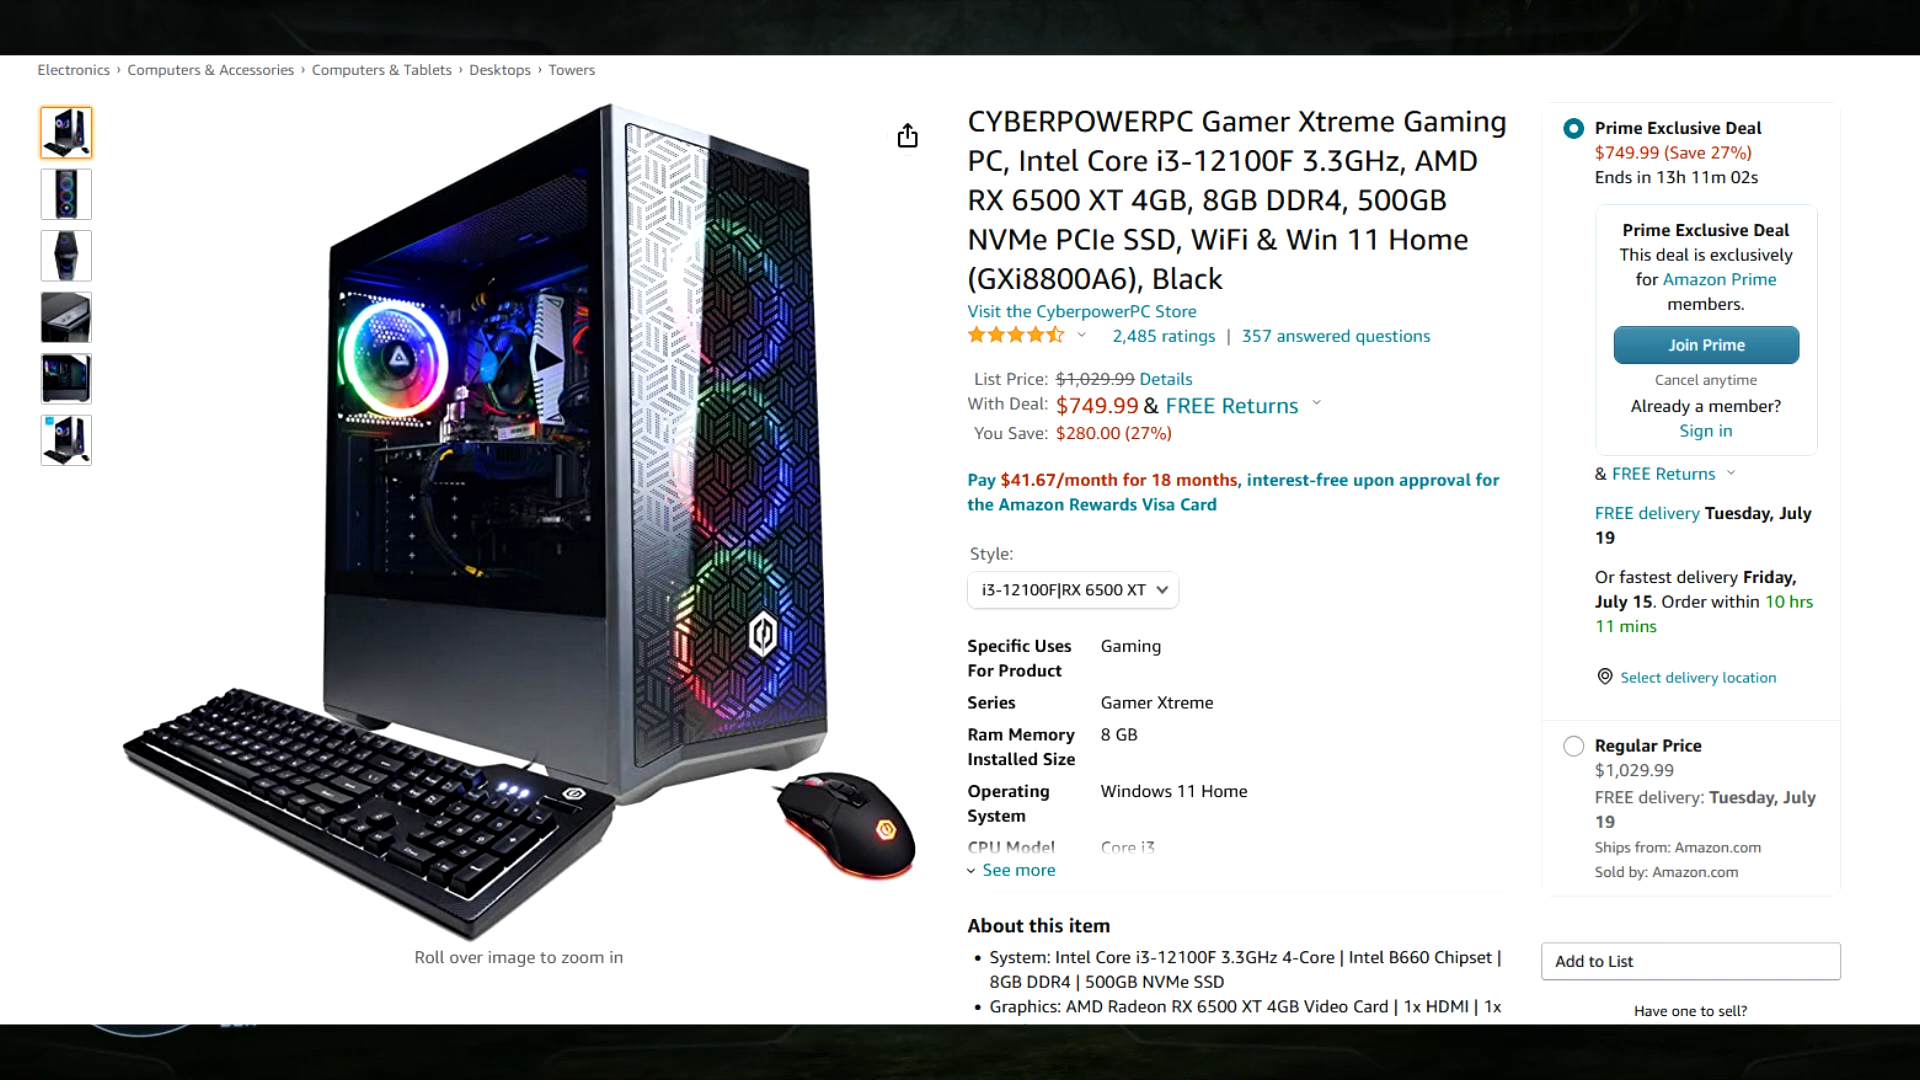 Electronics › Computers & Accessories › Computers & Tablets › Desktops › Towers
CYBERPOWERPC Gamer Xtreme Gaming
PC, Intel Core i3-12100F 3.3GHz, AMD
RX 6500 XT 4GB, 8GB DDR4, 500GB
NVMe PCIe SSD, WiFi & Win 11 Home
(GXi8800A6), Black
Visit the CyberpowerPC Store
2,485 ratings | 357 answered questions
List Price: $1,029.99 Details
With Deal: $749.99 & FREE Returns
You Save: $280.00 (27%)
Pay $41.67/month for 18 months, interest-free upon approval for
the Amazon Rewards Visa Card
Style:
i3-12100F|RX 6500 XT
Specific Uses
For Product
Gaming
Series
Gamer Xtreme
Ram Memory
Installed Size
8 GB
Operating
System
Windows 11 Home
CPU Model
Core i3
See more
About this item
• System: Intel Core i3-12100F 3.3GHz 4-Core | Intel B660 Chipset |
8GB DDR4 | 500GB NVMe SSD
• Graphics: AMD Radeon RX 6500 XT 4GB Video Card | 1x HDMI | 1x
Roll over image to zoom in
Prime Exclusive Deal
$749.99 (Save 27%)
Ends in 13h 11m 02s
Prime Exclusive Deal
This deal is exclusively
for Amazon Prime
members.
Join Prime
Cancel anytime
Already a member?
Sign in
& FREE Returns
FREE delivery Tuesday, July
19
Or fastest delivery Friday,
July 15. Order within 10 hrs
11 mins
Select delivery location
Regular Price
$1,029.99
FREE delivery: Tuesday, July
19
Ships from: Amazon.com
Sold by: Amazon.com
Add to List
Have one to sell?